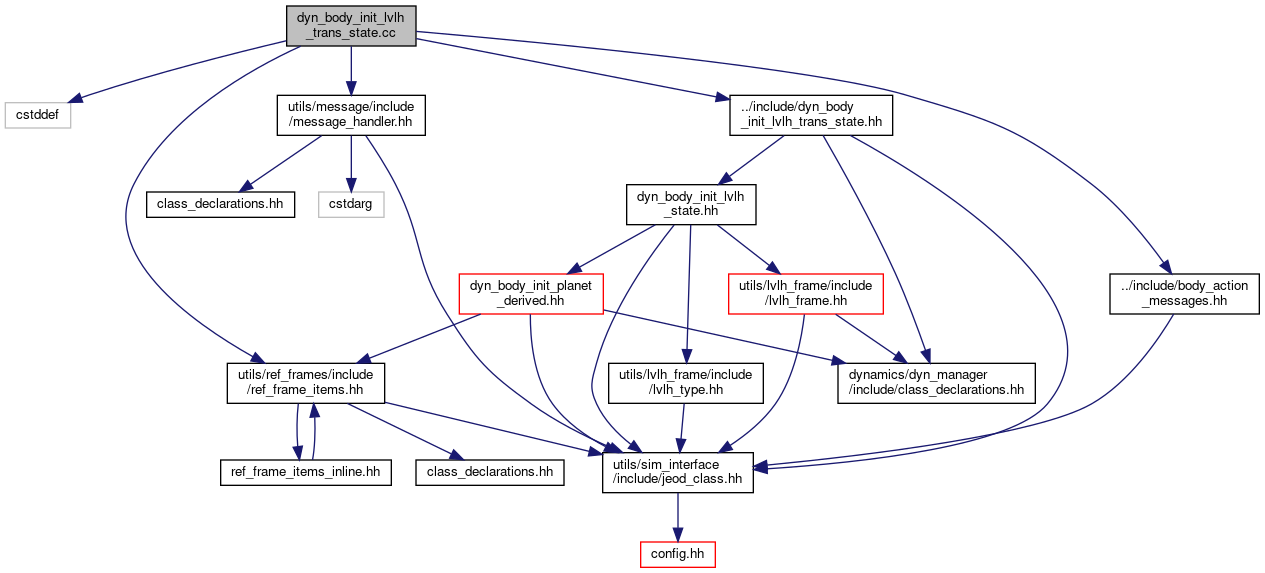 dyn_body_init_lvlh
_trans_state.cc
cstddef
utils/message/include
/message_handler.hh
../include/dyn_body
_init_lvlh_trans_state.hh
class_declarations.hh
cstdarg
dyn_body_init_lvlh
_state.hh
dyn_body_init_planet
_derived.hh
utils/lvlh_frame/include
/lvlh_frame.hh
../include/body_action
_messages.hh
utils/ref_frames/include
/ref_frame_items.hh
utils/lvlh_frame/include
/lvlh_type.hh
dynamics/dyn_manager
/include/class_declarations.hh
ref_frame_items_inline.hh
class_declarations.hh
utils/sim_interface
/include/jeod_class.hh
config.hh